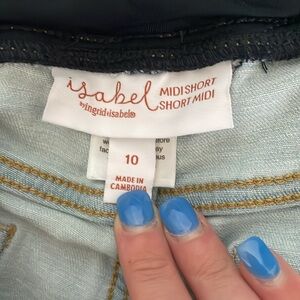 isabel
by ingrid+isabel®
MIDI SHORT
SHORT MIDI
10
MADE IN
CAMBODIA